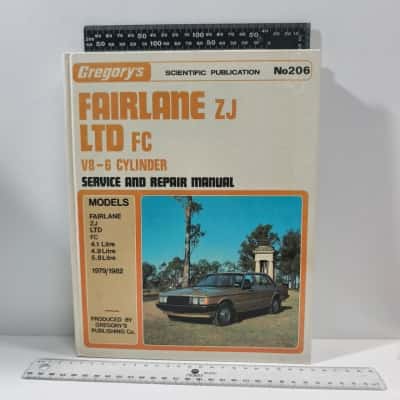 Gregory's SCIENTIFIC PUBLICATION No206
FAIRLANE ZJ
LTD FC
V8-6 CYLINDER
SERVICE AND REPAIR MANUAL
MODELS
FAIRLANE
ZJ
LTD
FC
4.1 Litre
4.9 Litre
5.8 Litre
1979/1982
PRODUCED BY
GREGORY'S
PUBLISHING Co.